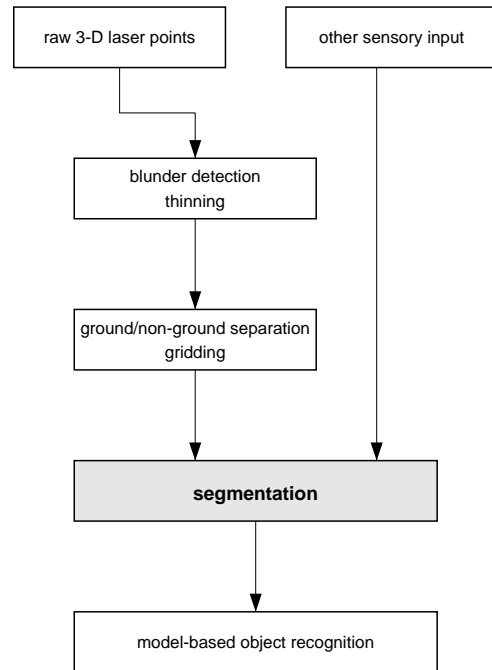 raw 3-D laser points
other sensory input
blunder detection
thinning
ground/non-ground separation
gridding
segmentation
model-based object recognition